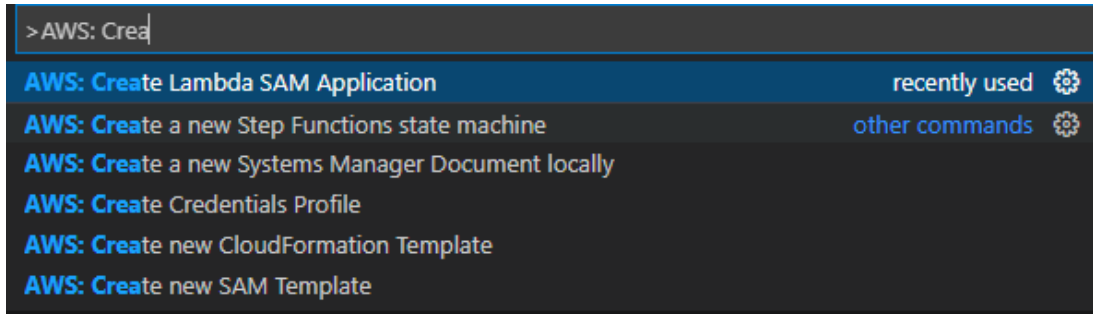 >AWS: Crea
AWS: Create Lambda SAM Application recently used
AWS: Create a new Step Functions state machine other commands
AWS: Create a new Systems Manager Document locally
AWS: Create Credentials Profile
AWS: Create new CloudFormation Template
AWS: Create new SAM Template